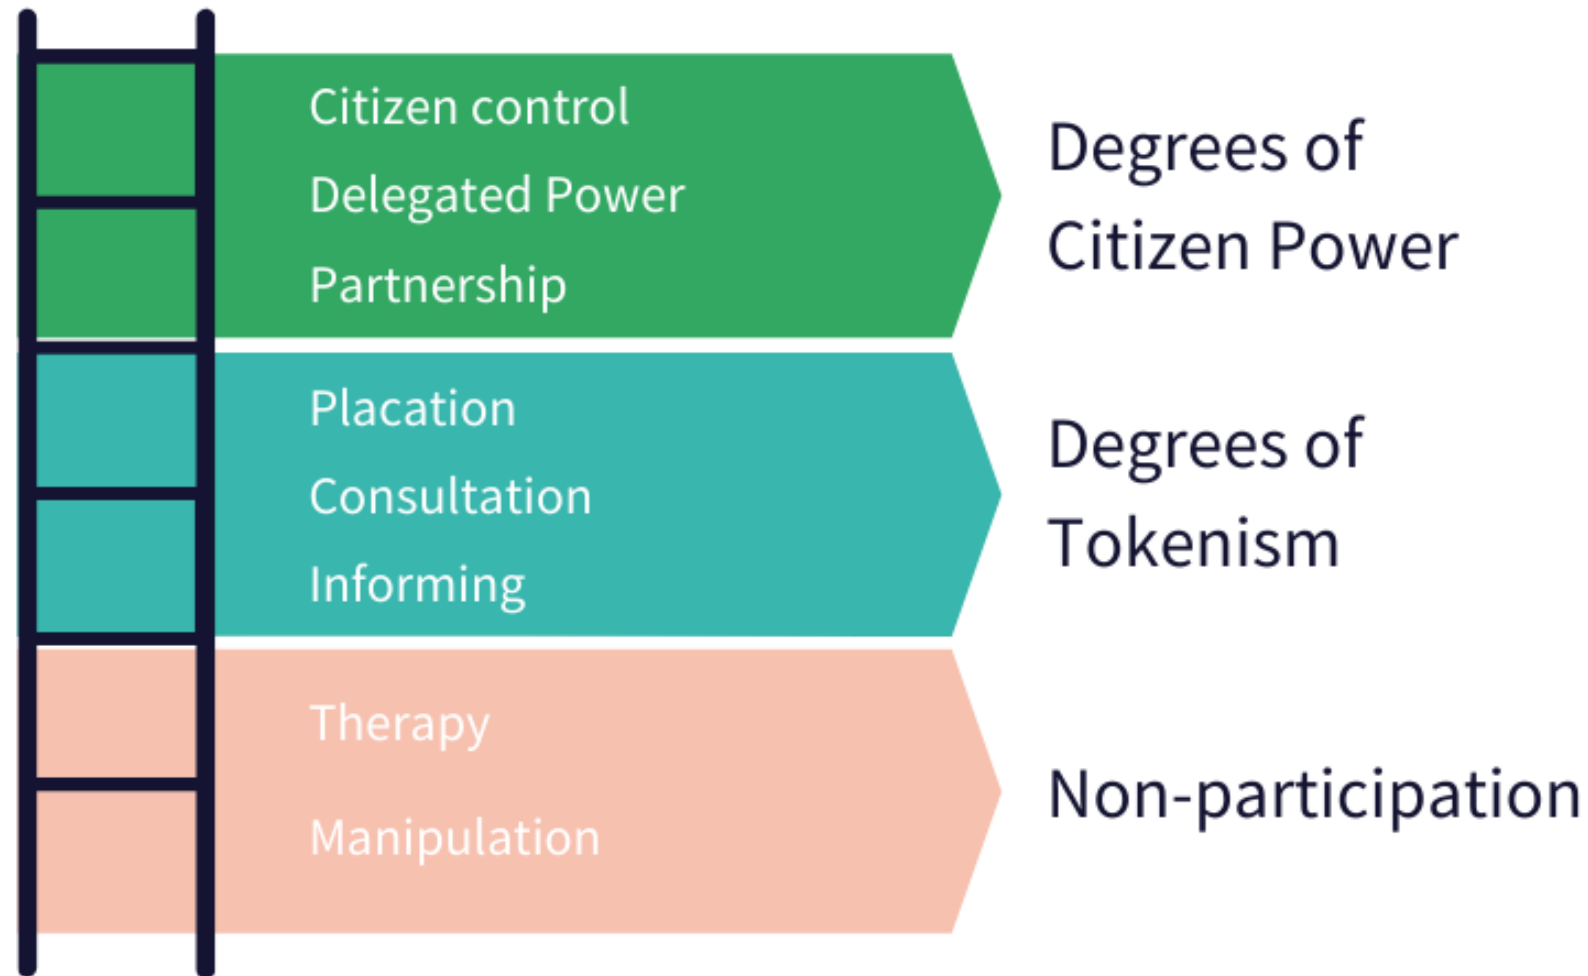 Citizen control
Delegated Power
Partnership
Degrees of
Citizen Power
Placation
Consultation
Informing
Degrees of
Tokenism
Therapy
Manipulation
Non-participation